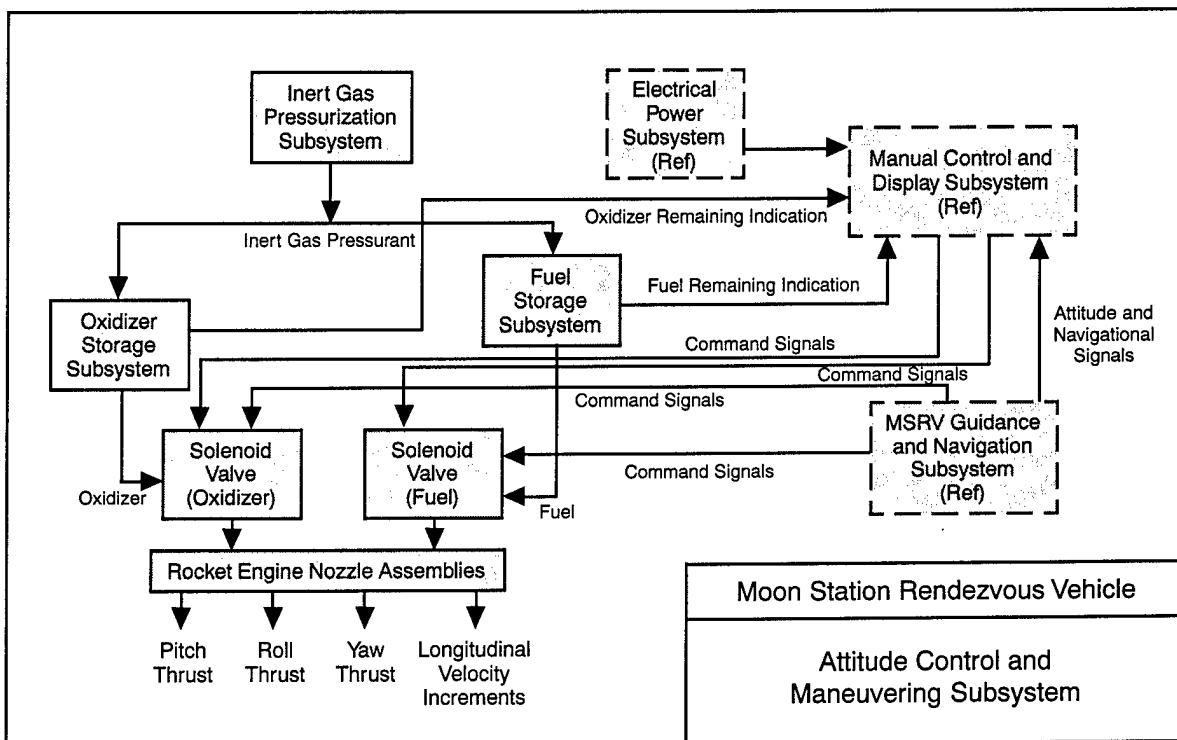 Inert Gas
Pressurization
Subsystem
Electrical
Power
Subsystem
(Ref)
Manual Control and
Display Subsystem
(Ref)
Oxidizer Remaining Indication
Inert Gas Pressurant
Fuel
Storage
Subsystem
Fuel Remaining Indication
Oxidizer
Storage
Subsystem
Attitude and
Navigational
Signals
Command Signals
Command Signals
Command Signals
MSRV Guidance
and Navigation
Subsystem
(Ref)
Solenoid
Valve
(Oxidizer)
Solenoid
Valve
(Fuel)
Command Signals
Oxidizer
Fuel
Rocket Engine Nozzle Assemblies
Pitch
Thrust
Roll
Thrust
Yaw
Thrust
Longitudinal
Velocity
Increments
Moon Station Rendezvous Vehicle
Attitude Control and
Maneuvering Subsystem